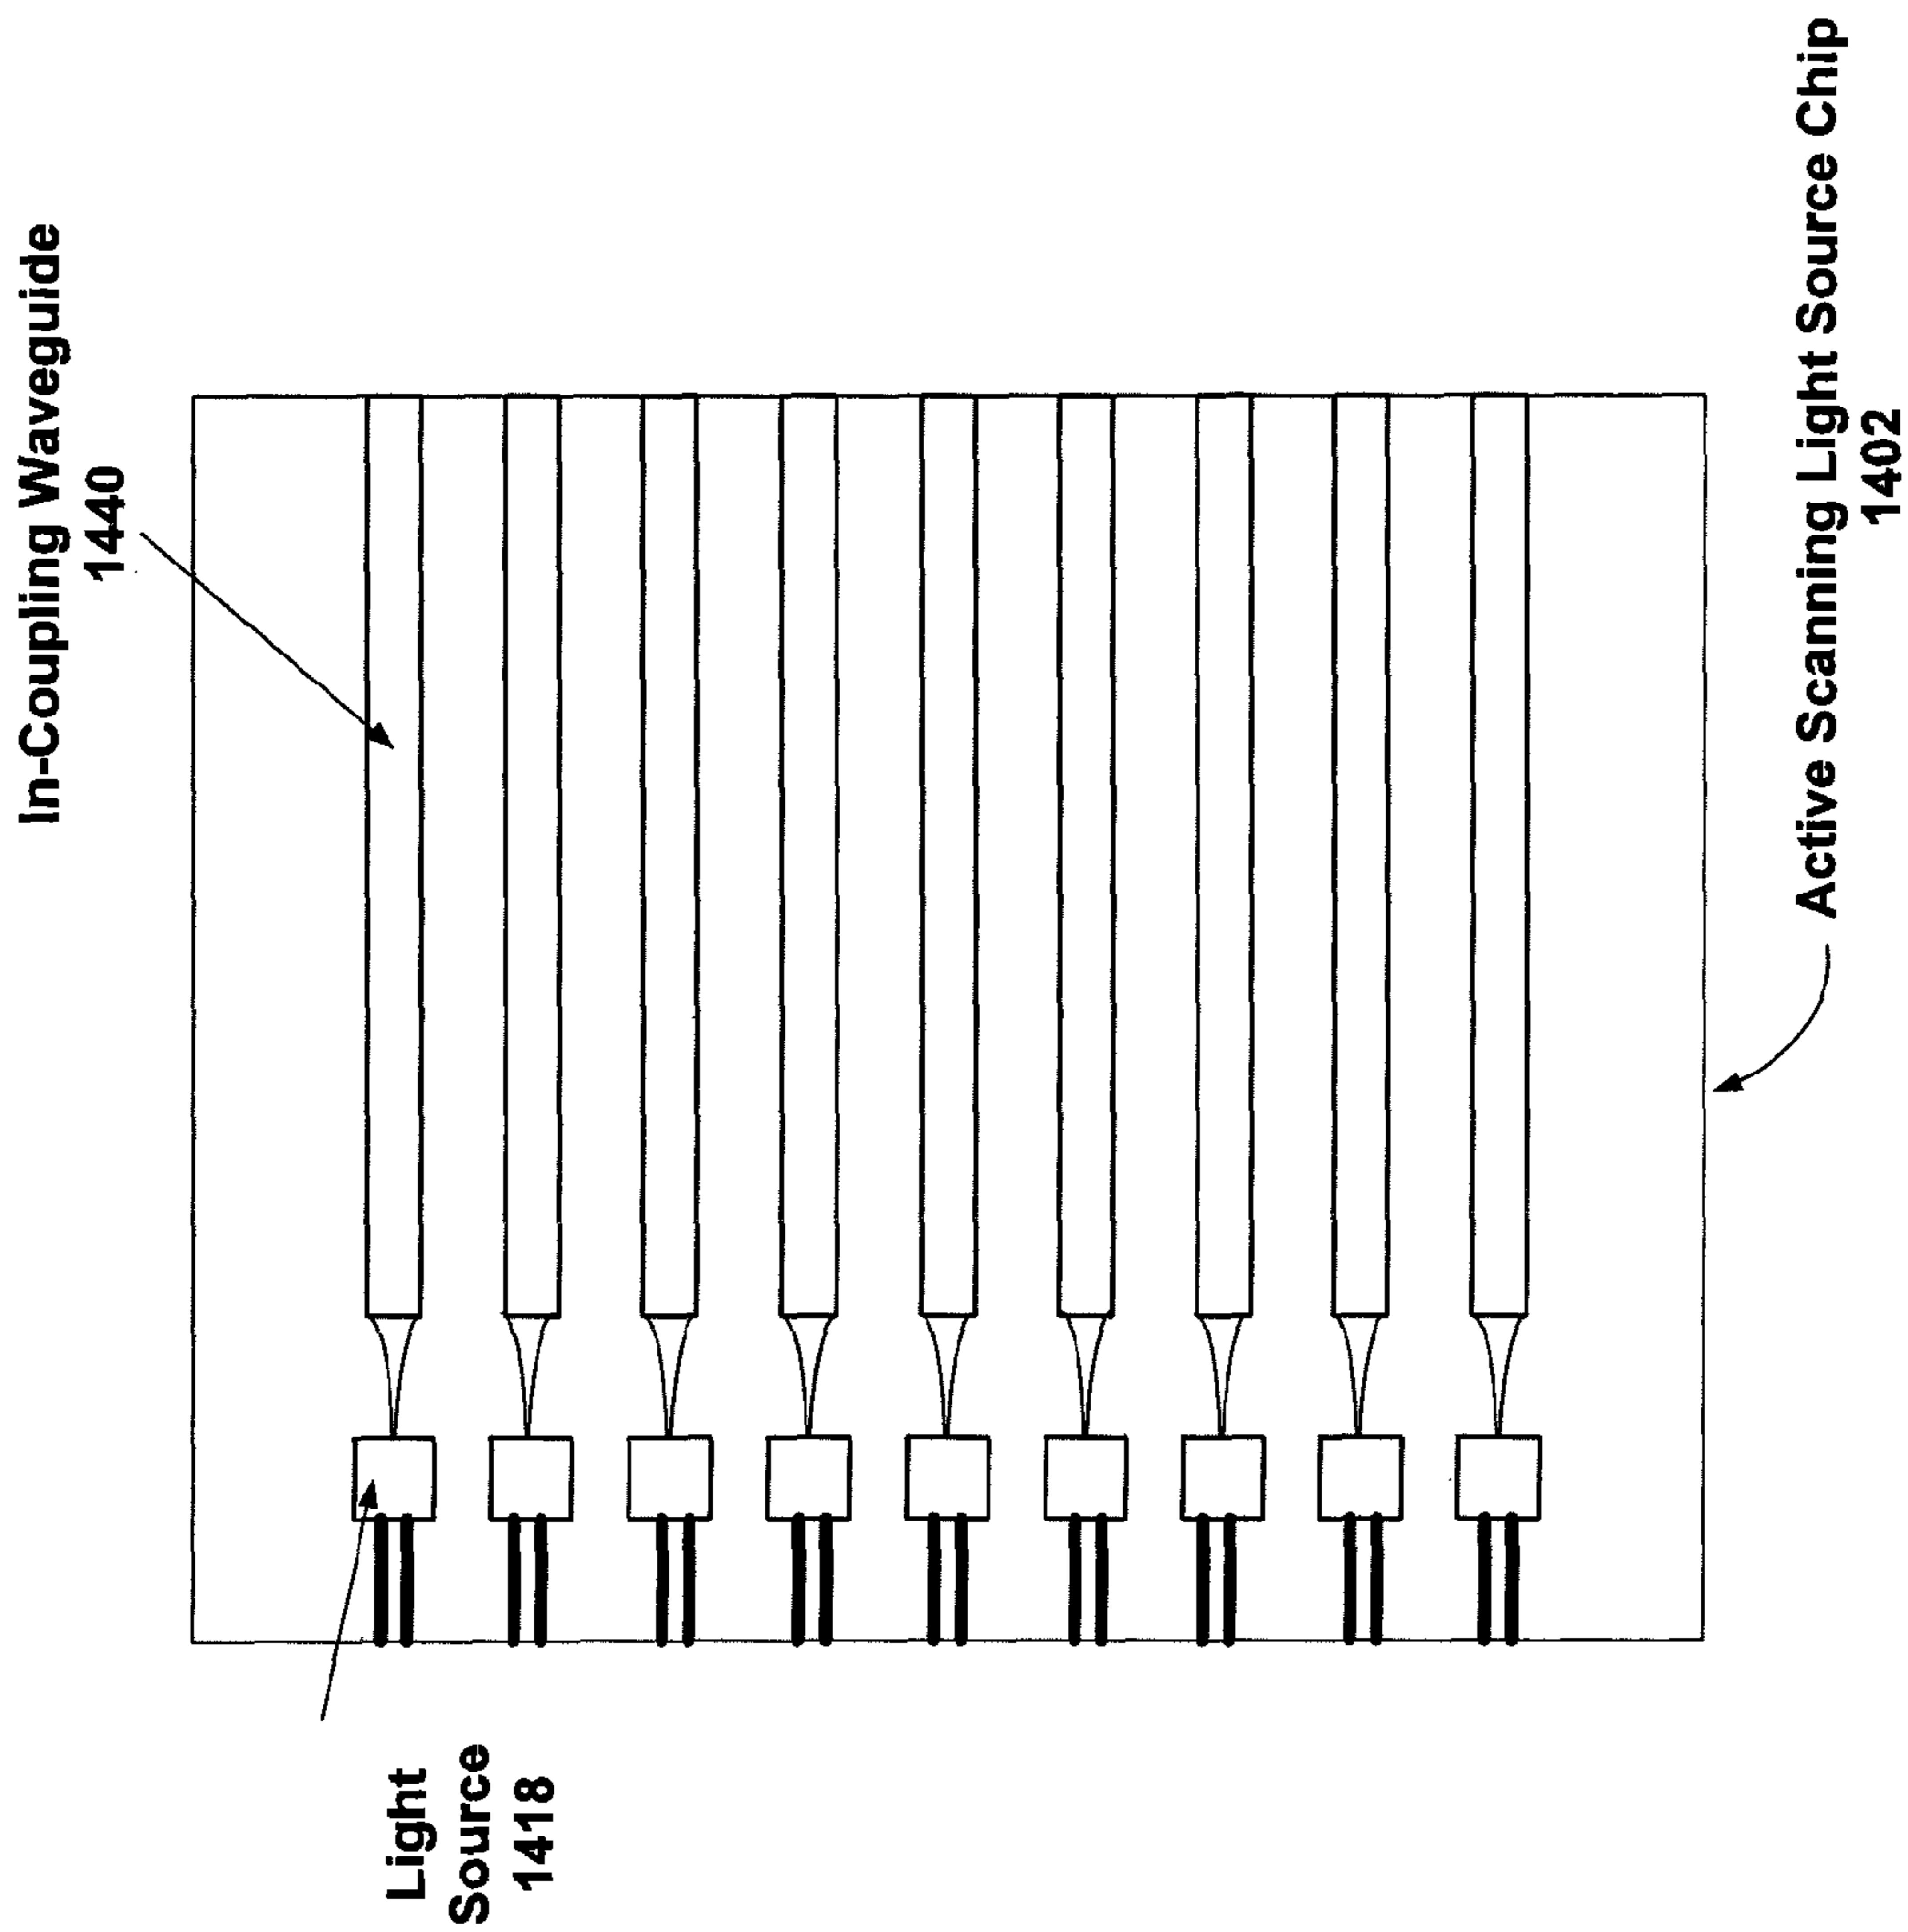 In-Coupling Waveguide
1440
Light
Source
1418
Active Scanning Light Source Chip
1402